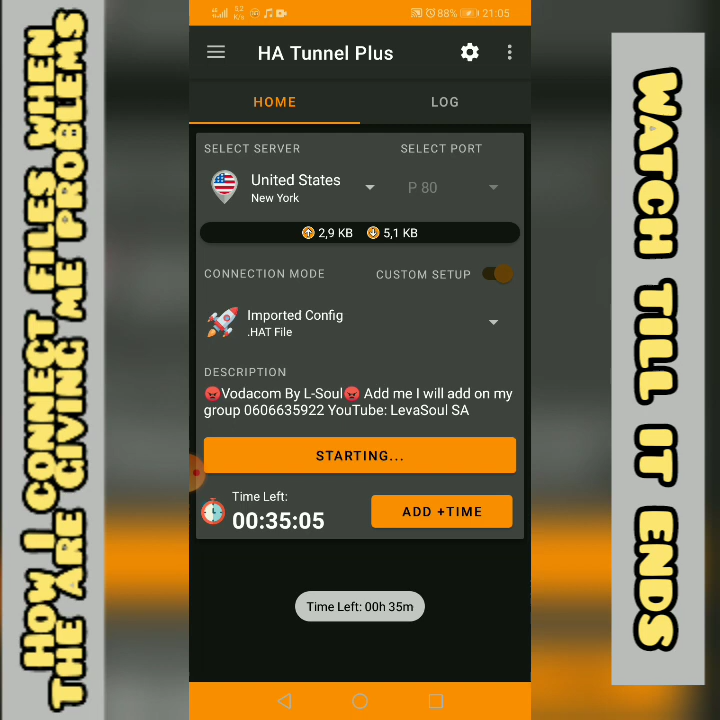 HOW I CONNECT FILES WHEN
THE ARE GIVING ME PROBLEMS
5,2
K/s
88%
21:05
HA Tunnel Plus
HOME
LOG
SELECT SERVER
SELECT PORT
United States
New York
P 80
2,9 KB
5,1 KB
CONNECTION MODE
CUSTOM SETUP
Imported Config
.HAT File
DESCRIPTION
😡Vodacom By L-Soul😡 Add me I will add on my
group 0606635922 YouTube: LevaSoul SA
STARTING...
Time Left:
00:35:05
ADD +TIME
Time Left: 00h 35m
WATCH TILL IT ENDS